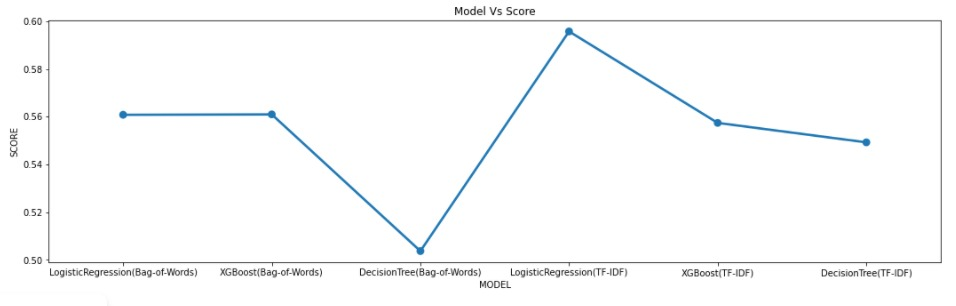 Model Vs Score
0.60
0.58
0.56
0.54
0.52
0.50
SCORE
LogisticRegression(Bag-of-Words) XGBoost(Bag-of-Words) DecisionTree(Bag-of-Words) LogisticRegression(TF-IDF) XGBoost(TF-IDF) DecisionTree(TF-IDF)
MODEL